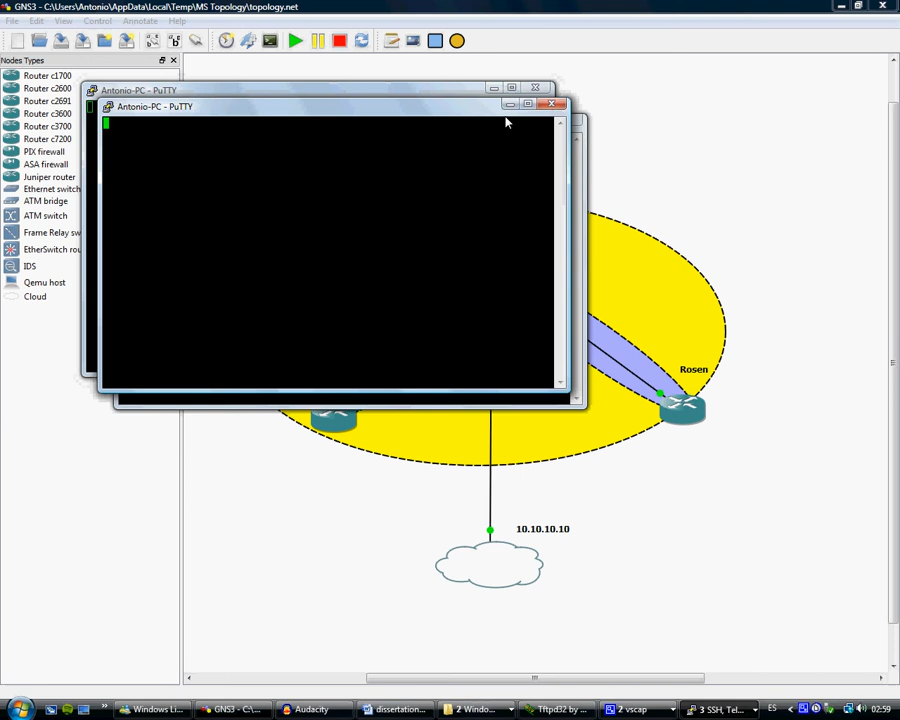 GNS3 - C:\Users\Antonio\AppData\Local\Temp\MS Topology\topology.net
File Edit View Control Annotate Help
Nodes Types
Router c1700
Router c2600
Router c2691
Router c3600
Router c3700
Router c7200
PIX firewall
ASA firewall
Juniper router
Ethernet switch
ATM bridge
ATM switch
Frame Relay sw
EtherSwitch rou
IDS
Qemu host
Cloud
Antonio-PC - PuTTY
Antonio-PC - PuTTY
Rosen
10.10.10.10
Windows Li...
GNS3 - C:\...
Audacity
dissertation...
2 Windo...
Tftpd32 by ...
2 vscap
3 SSH, Tel...
ES
02:59